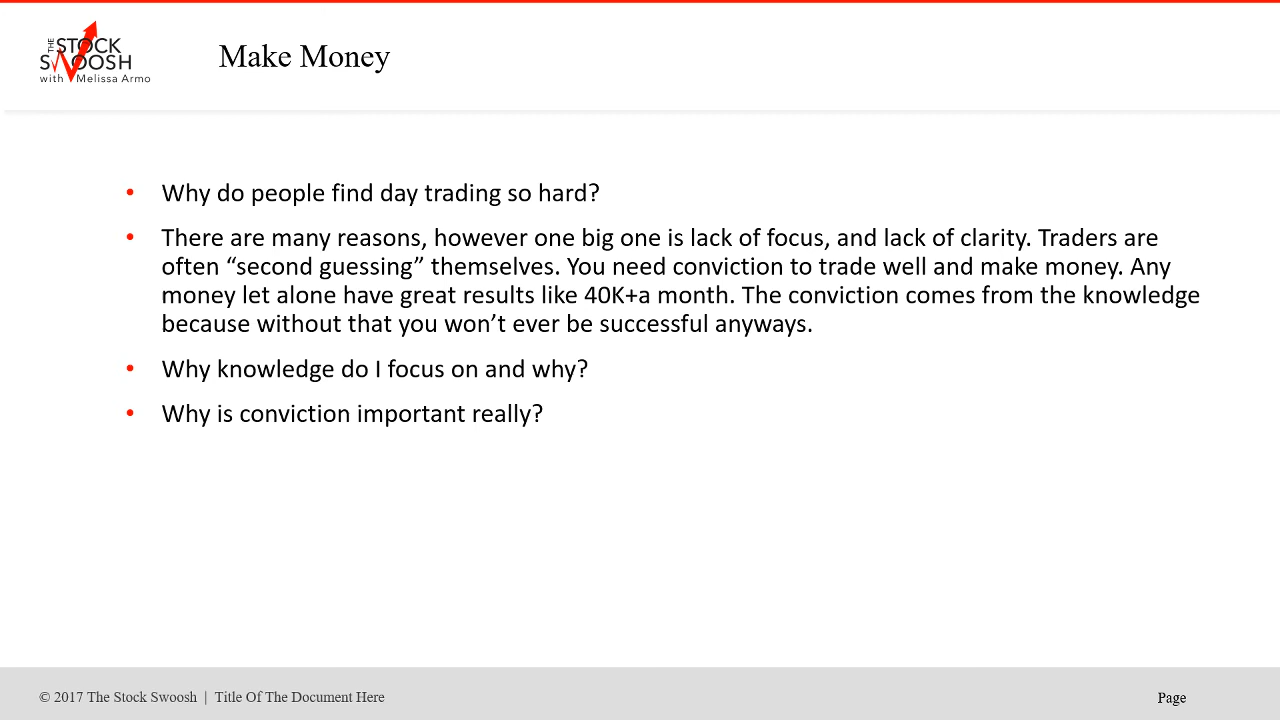 THE STOCK
SWOOSH
with Melissa Armo
Make Money
• Why do people find day trading so hard?
• There are many reasons, however one big one is lack of focus, and lack of clarity. Traders are
often “second guessing” themselves. You need conviction to trade well and make money. Any
money let alone have great results like 40K+a month. The conviction comes from the knowledge
because without that you won’t ever be successful anyways.
• Why knowledge do I focus on and why?
• Why is conviction important really?
© 2017 The Stock Swoosh | Title Of The Document Here
Page